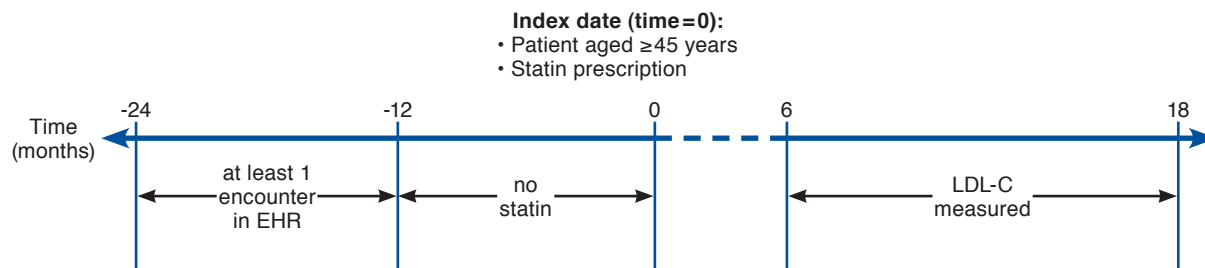 Index date (time=0):
• Patient aged ≥45 years
• Statin prescription
-24
-12
0
6
18
Time
(months)
at least 1
encounter
in EHR
no
statin
LDL-C
measured